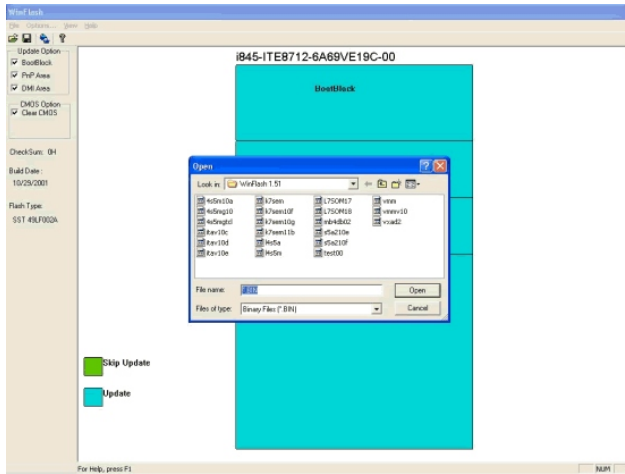 WinFlash
File Options... View Help
Update Option
BootBlock
PnP Area
DMI Area
CMOS Option
Clear CMOS
CheckSum: 0H
Build Date :
10/29/2001
Flash Type:
SST 49LF002A
i845-ITE8712-6A69VE19C-00
BootBlock
Open
Look in: WinFlash 1.51
4s5m10a k7sem L7SOM17 vmm
4s5mg10 k7sem10f L7SOM18 vmmv10
4s5mgtd k7sem10g mb4db02 vxad2
itav10c k7sem11b s5a210e
itav10d l4s5a s5a210f
itav10e l4s5m test00
File name: *.BIN Open
Files of type: Binary Files (*.BIN) Cancel
Skip Update
Update
For Help, press F1 NUM